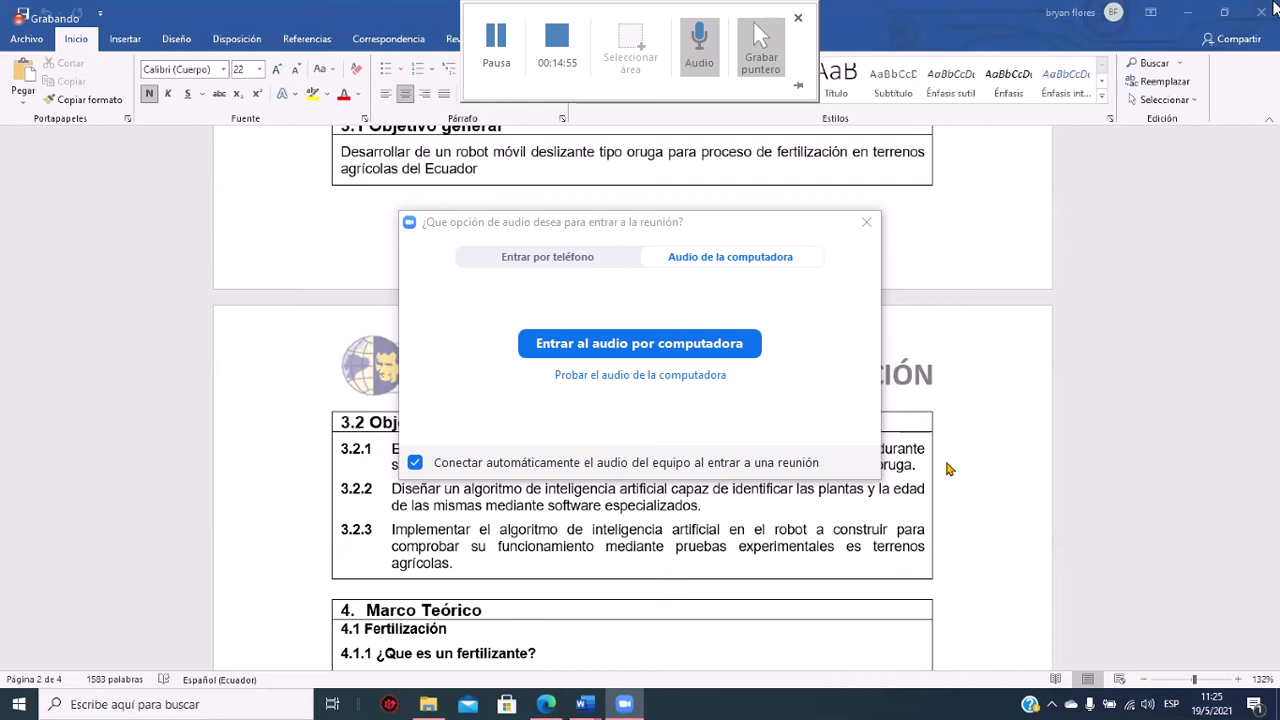 bryan flores
Archivo Inicio Insertar Diseño Disposición Referencias Correspondencia Compartir
Pausa 00:14:55 Seleccionar área Audio Grabar puntero
Pegar Cortar Copiar Copiar formato
Calibri (Cuerpo) 22
N K S
AaB AaBbCcD AaBbCcDc AaBbCcDc AaBbCcDc
Título Subtítulo Énfasis sutil Énfasis Énfasis int...
Buscar
Reemplazar
Seleccionar
Portapapeles Fuente Párrafo Estilos Edición
3.1 Objetivo general
Desarrollar de un robot móvil deslizante tipo oruga para proceso de fertilización en terrenos
agrícolas del Ecuador
¿Que opción de audio desea para entrar a la reunión?
Entrar por teléfono Audio de la computadora
Entrar al audio por computadora
Probar el audio de la computadora
Conectar automáticamente el audio del equipo al entrar a una reunión
CIÓN
3.2 Obj
3.2.1 E durante
s oruga.
3.2.2 Diseñar un algoritmo de inteligencia artificial capaz de identificar las plantas y la edad
de las mismas mediante software especializados.
3.2.3 Implementar el algoritmo de inteligencia artificial en el robot a construir para
comprobar su funcionamiento mediante pruebas experimentales es terrenos
agrícolas.
4. Marco Teórico
4.1 Fertilización
4.1.1 ¿Que es un fertilizante?
Página 2 de 4 1583 palabras Español (Ecuador) 132%
Escribe aquí para buscar
ESP
11:25
19/5/2021